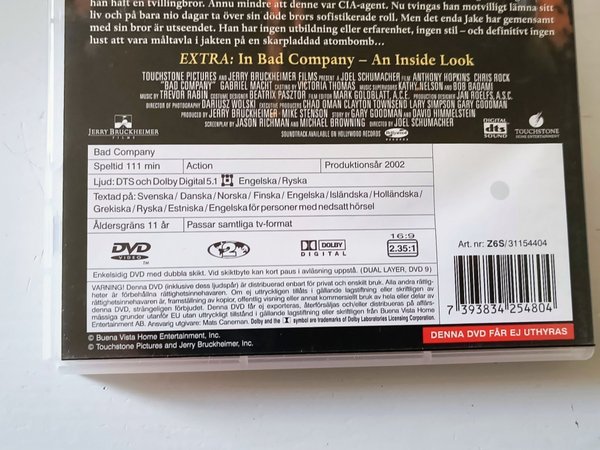 han haft en tvillingbror. Ännu mindre att denne var CIA-agent. Nu tvingas han motvilligt lämna sitt
liv och på bara nio dagar ta över sin döde brors sofistikerade roll. Men det enda Jake har gemensamt
med sin bror är utseendet. Han har ingen utbildning eller erfarenhet, ingen stil – och definitivt ingen
lust att vara måltavla i jakten på en skarpladdad atombomb...
EXTRA: In Bad Company – An Inside Look
TOUCHSTONE PICTURES AND JERRY BRUCKHEIMER FILMS PRESENT A JOEL SCHUMACHER FILM ANTHONY HOPKINS CHRIS ROCK
"BAD COMPANY" GABRIEL MACHT CASTING BY VICTORIA THOMAS MUSIC SUPERVISORS KATHY NELSON AND BOB BADAMI
MUSIC BY TREVOR RABIN COSTUME DESIGNER BEATRIX PASZTOR FILM EDITOR MARK GOLDBLATT, A.C.E. PRODUCTION DESIGNER JAN ROELFS, A.S.C.
DIRECTOR OF PHOTOGRAPHY DARIUSZ WOLSKI EXECUTIVE PRODUCERS CHAD OMAN CLAYTON TOWNSEND LARY SIMPSON GARY GOODMAN
PRODUCED BY JERRY BRUCKHEIMER · MIKE STENSON STORY BY GARY GOODMAN AND DAVID HIMMELSTEIN
SCREENPLAY BY JASON RICHMAN AND MICHAEL BROWNING DIRECTED BY JOEL SCHUMACHER
SOUNDTRACK AVAILABLE ON HOLLYWOOD RECORDS
JERRY BRUCKHEIMER
FILMS
DIGITAL
dts
SOUND
TOUCHSTONE
HOME ENTERTAINMENT
Bad Company
Speltid 111 min Action Produktionsår 2002
Ljud: DTS och Dolby Digital 5.1 Engelska / Ryska
Textad på: Svenska / Danska / Norska / Finska / Engelska / Isländska / Holländska /
Grekiska / Ryska / Estniska / Engelska för personer med nedsatt hörsel
Åldersgräns 11 år Passar samtliga tv-format
DVD
VIDEO
TM
2
DOLBY
DIGITAL
16:9
2.35:1
Art. nr: Z6S/ 31154404
Enkelsidig DVD med dubbla skikt. Vid skiktbyte kan kort paus i avläsning uppstå. (DUAL LAYER, DVD 9)
VARNING! Denna DVD (inklusive dess ljudspår) är distribuerad enbart för privat och enskilt bruk. Alla andra rättig-
heter är förbehålla rättighetsinnehavaren. Om ej uttryckligen tillåts i gällande lagstiftning eller skriftligen från
rättighetsinnehavaren, är framställning av kopior, offentlig visning eller annat kommersiellt bruk av hela eller delar av
denna DVD, strängeligen förbjudet. Denna DVD får ej exporteras, återförsäljas och/eller distribueras på affärs-
mässiga grunder utanför EU utan uttryckligt stöd i gällande lagstiftning eller skriftligen från Buena Vista Home
Entertainment AB. Ansvarig utgivare: Mats Caneman. Dolby and the symbol are trademarks of Dolby Laboratories Licensing Corporation.
7 393834 254804
© Buena Vista Home Entertainment, Inc.
© Touchstone Pictures and Jerry Bruckheimer, Inc.
DENNA DVD FÅR EJ UTHYRAS